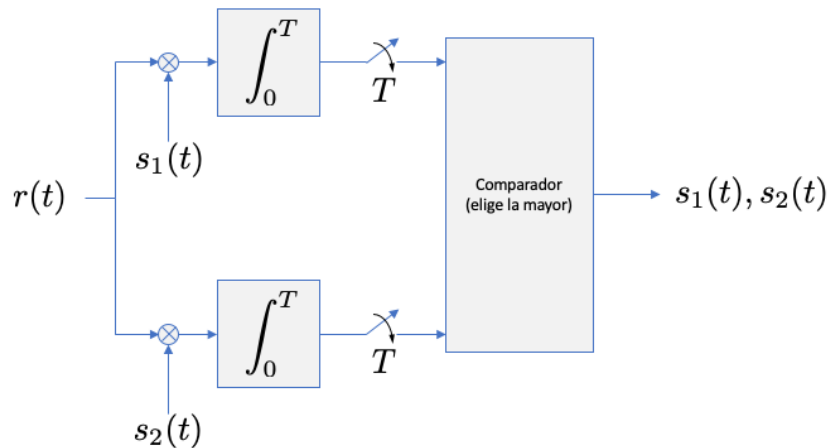 ∫₀ᵀ
T
s₁(t)
r(t)
Comparador
(elige la mayor)
s₁(t), s₂(t)
∫₀ᵀ
T
s₂(t)